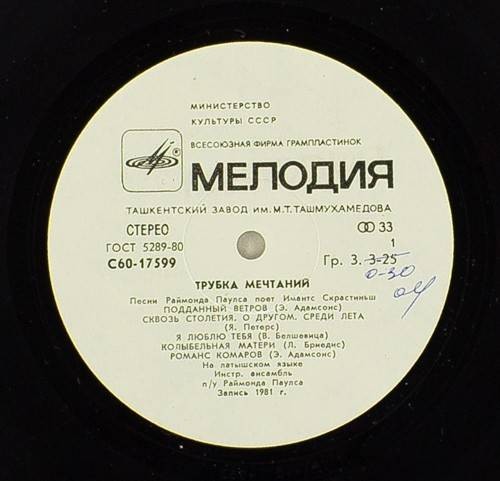 МИНИСТЕРСТВО
КУЛЬТУРЫ СССР
ВСЕСОЮЗНАЯ ФИРМА ГРАМПЛАСТИНОК
®
МЕЛОДИЯ
ТАШКЕНТСКИЙ ЗАВОД ИМ. М.Т. ТАШМУХАМЕДОВА
СТЕРЕО 33
ГОСТ 5289-80 1
С60-17599 Гр. 3. 3-25
0-30
ТРУБКА МЕЧТАНИЙ
Песни Раймонда Паулса поет Имантс Скрастиньш
ПОДДАННЫЙ ВЕТРОВ (Э. Адамсонс)
СКВОЗЬ СТОЛЕТИЯ, О ДРУГОМ, СРЕДИ ЛЕТА
(Я. Петерс)
Я ЛЮБЛЮ ТЕБЯ (В. Белшевица)
КОЛЫБЕЛЬНАЯ МАТЕРИ (Л. Бриедис)
РОМАНС КОМАРОВ (Э. Адамсонс)
На латышском языке
Инстр. ансамбль
п/у Раймонда Паулса
Запись 1981 г.